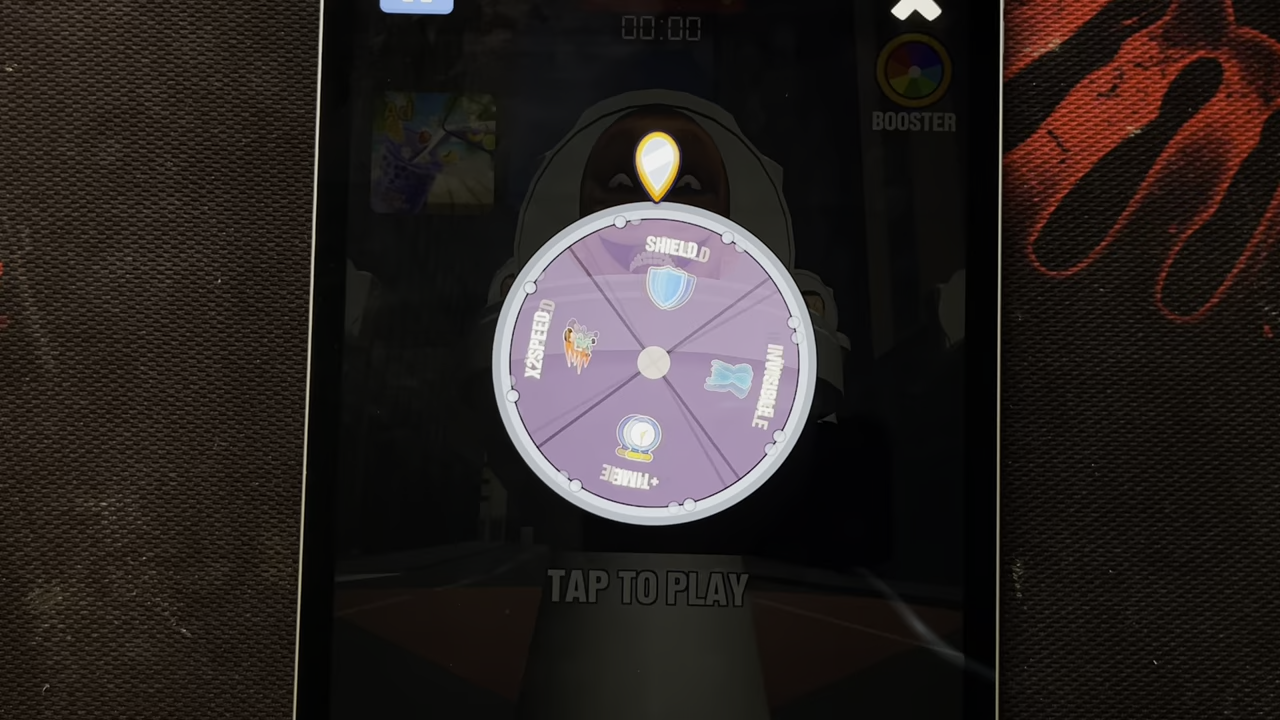 00:00
BOOSTER
SHIELD
X2SPEED
INVISIBLE
+TIME
TAP TO PLAY